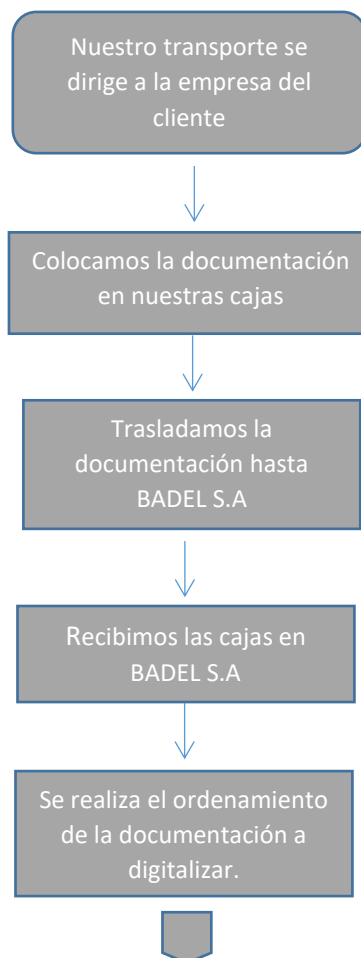 Nuestro transporte se
dirige a la empresa del
cliente
Colocamos la documentación
en nuestras cajas
Trasladamos la
documentación hasta
BADEL S.A
Recibimos las cajas en
BADEL S.A
Se realiza el ordenamiento
de la documentación a
digitalizar.